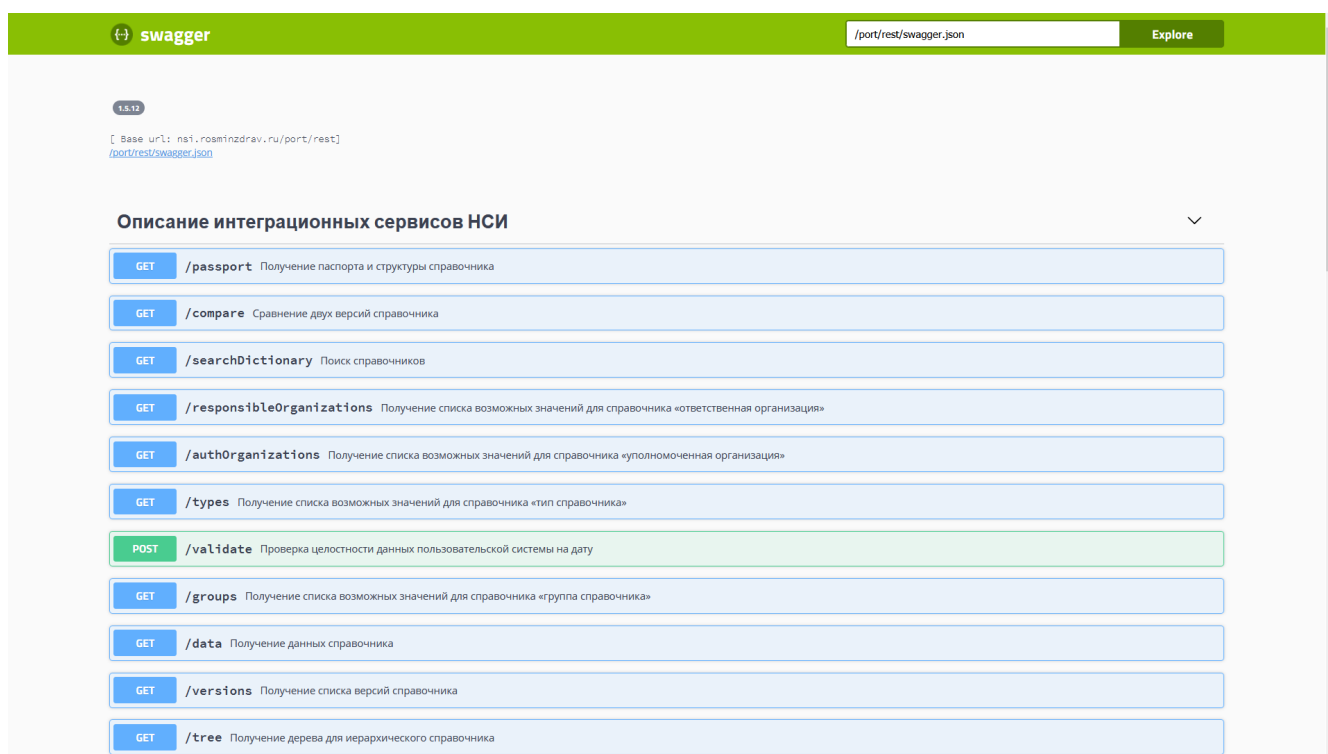 swagger
/port/rest/swagger.json
Explore
1.5.12
[ Base url: nsi.rosminzdrav.ru/port/rest]
/port/rest/swagger.json
Описание интеграционных сервисов НСИ
GET /passport Получение паспорта и структуры справочника
GET /compare Сравнение двух версий справочника
GET /searchDictionary Поиск справочников
GET /responsibleOrganizations Получение списка возможных значений для справочника «ответственная организация»
GET /authOrganizations Получение списка возможных значений для справочника «уполномоченная организация»
GET /types Получение списка возможных значений для справочника «тип справочника»
POST /validate Проверка целостности данных пользовательской системы на дату
GET /groups Получение списка возможных значений для справочника «группа справочника»
GET /data Получение данных справочника
GET /versions Получение списка версий справочника
GET /tree Получение дерева для иерархического справочника